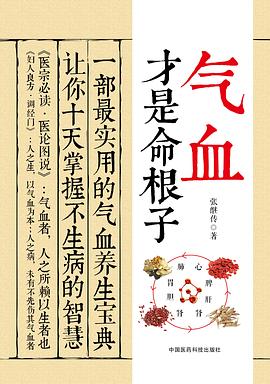 气血
才是命根子
张继传 著
一部最实用的气血养生宝典
让你十天掌握不生病的智慧
《医宗必读·医论图说》:气血者,人之所赖以生者也
《妇人良方·调经门》:人之生,以气血为本;人之病,未有不先伤其气血者
肺 心
胃 脾
胆 肝
中国医药科技出版社